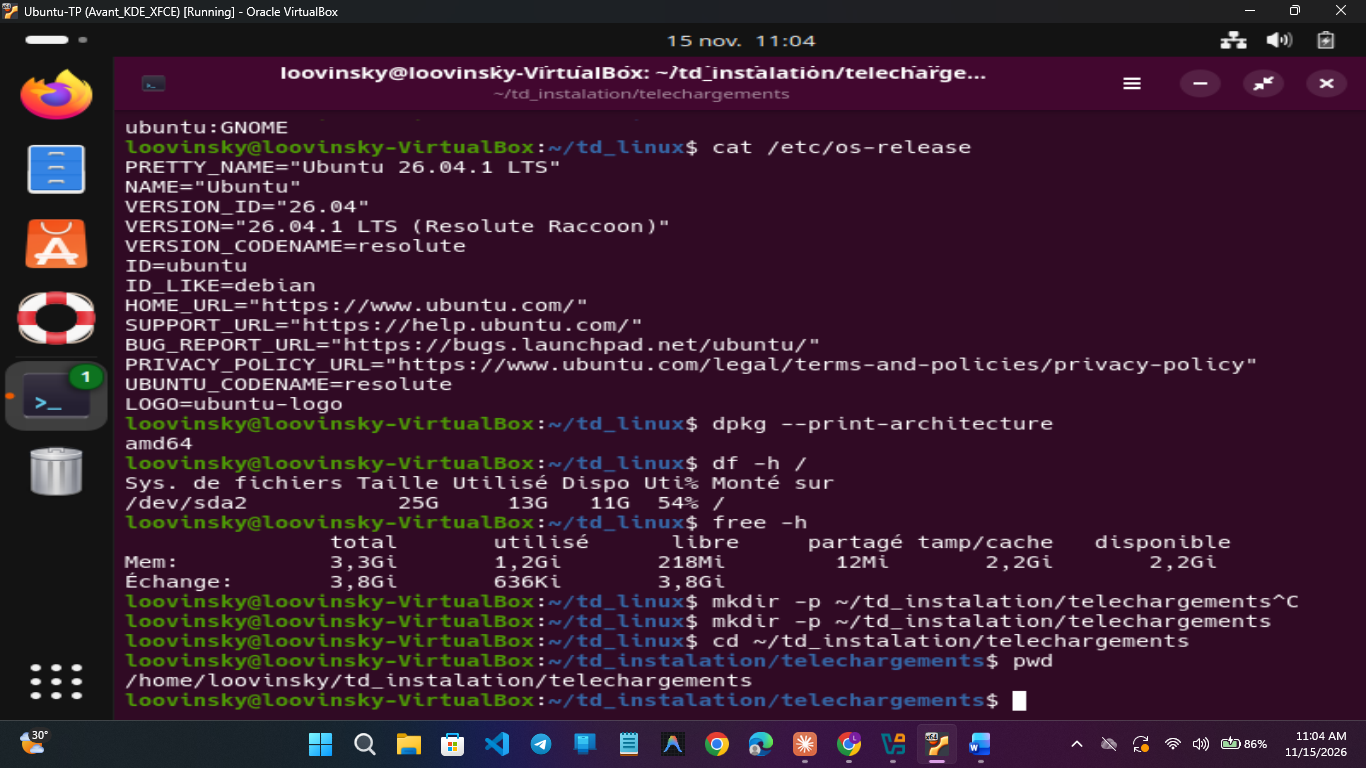 Ubuntu-TP (Avant_KDE_XFCE) [Running] - Oracle VirtualBox
15 nov. 11:04
loovinsky@loovinsky-VirtualBox: ~/td_instalation/telecharge...
~/td_instalation/telechargements
ubuntu:GNOME
loovinsky@loovinsky-VirtualBox:~/td_linux$ cat /etc/os-release
PRETTY_NAME="Ubuntu 26.04.1 LTS"
NAME="Ubuntu"
VERSION_ID="26.04"
VERSION="26.04.1 LTS (Resolute Raccoon)"
VERSION_CODENAME=resolute
ID=ubuntu
ID_LIKE=debian
HOME_URL="https://www.ubuntu.com/"
SUPPORT_URL="https://help.ubuntu.com/"
BUG_REPORT_URL="https://bugs.launchpad.net/ubuntu/"
PRIVACY_POLICY_URL="https://www.ubuntu.com/legal/terms-and-policies/privacy-policy"
UBUNTU_CODENAME=resolute
LOGO=ubuntu-logo
loovinsky@loovinsky-VirtualBox:~/td_linux$ dpkg --print-architecture
amd64
loovinsky@loovinsky-VirtualBox:~/td_linux$ df -h /
Sys. de fichiers Taille Utilisé Dispo Uti% Monté sur
/dev/sda2 25G 13G 11G 54% /
loovinsky@loovinsky-VirtualBox:~/td_linux$ free -h
total utilisé libre partagé tamp/cache disponible
Mem: 3,3Gi 1,2Gi 218Mi 12Mi 2,2Gi 2,2Gi
Échange: 3,8Gi 636Ki 3,8Gi
loovinsky@loovinsky-VirtualBox:~/td_linux$ mkdir -p ~/td_instalation/telechargements^C
loovinsky@loovinsky-VirtualBox:~/td_linux$ mkdir -p ~/td_instalation/telechargements
loovinsky@loovinsky-VirtualBox:~/td_linux$ cd ~/td_instalation/telechargements
loovinsky@loovinsky-VirtualBox:~/td_instalation/telechargements$ pwd
/home/loovinsky/td_instalation/telechargements
loovinsky@loovinsky-VirtualBox:~/td_instalation/telechargements$
1
30°
86%
11:04 AM
11/15/2026